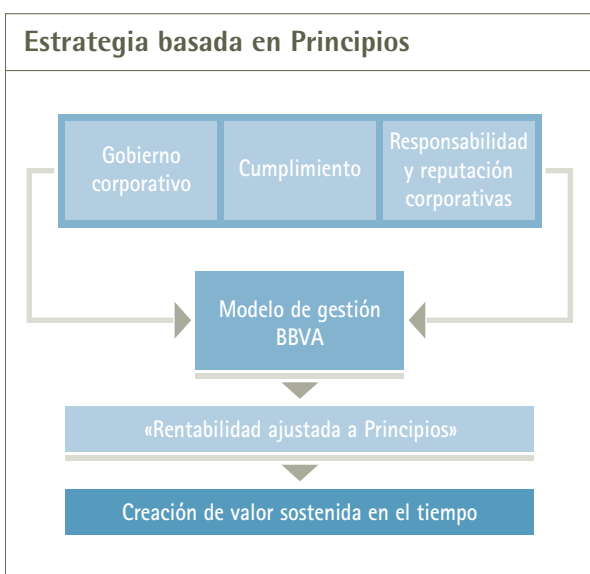 Estrategia basada en Principios
Gobierno
corporativo
Cumplimiento
Responsabilidad
y reputación
corporativas
Modelo de gestión
BBVA
«Rentabilidad ajustada a Principios»
Creación de valor sostenida en el tiempo